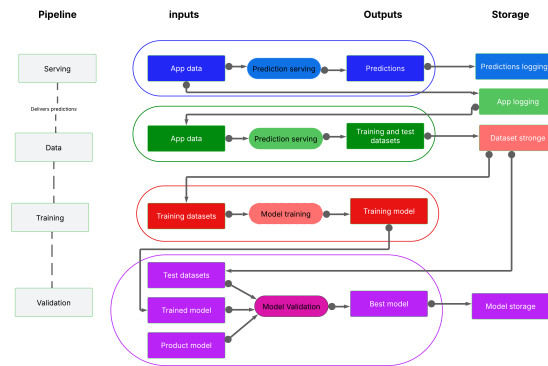 Pipeline
inputs
Outputs
Storage
Serving
App data
Prediction serving
Predictions
Predictions logging
Delivers predictions
App logging
Data
App data
Prediction serving
Training and test
datasets
Dataset stronge
Training
Training datasets
Model training
Training model
Test datasets
Validation
Trained model
Model Validation
Best model
Model storage
Product model